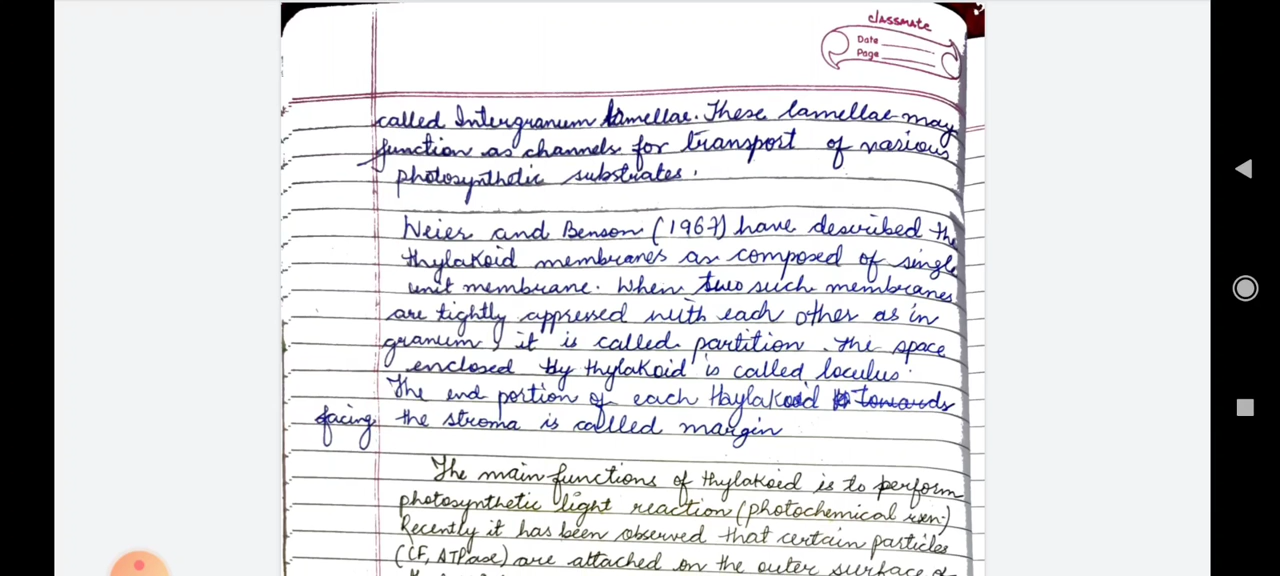 classmate
Date
Page
called Intergranum lamellae. These lamellae may
function as channels for transport of various
photosynthetic substrates.
Weier and Benson (1967) have described the
thylakoid membranes as composed of single
unit membrane. When two such membranes
are tightly appressed with each other as in
granum, it is called partition. The space
enclosed by thylakoid is called loculus.
The end portion of each thylakoid towards
facing the stroma is called margin
The main functions of thylakoid is to perform
photosynthetic light reaction (photochemical rxn)
Recently it has been observed that certain particles
(CF, ATPase) are attached on the outer surface of